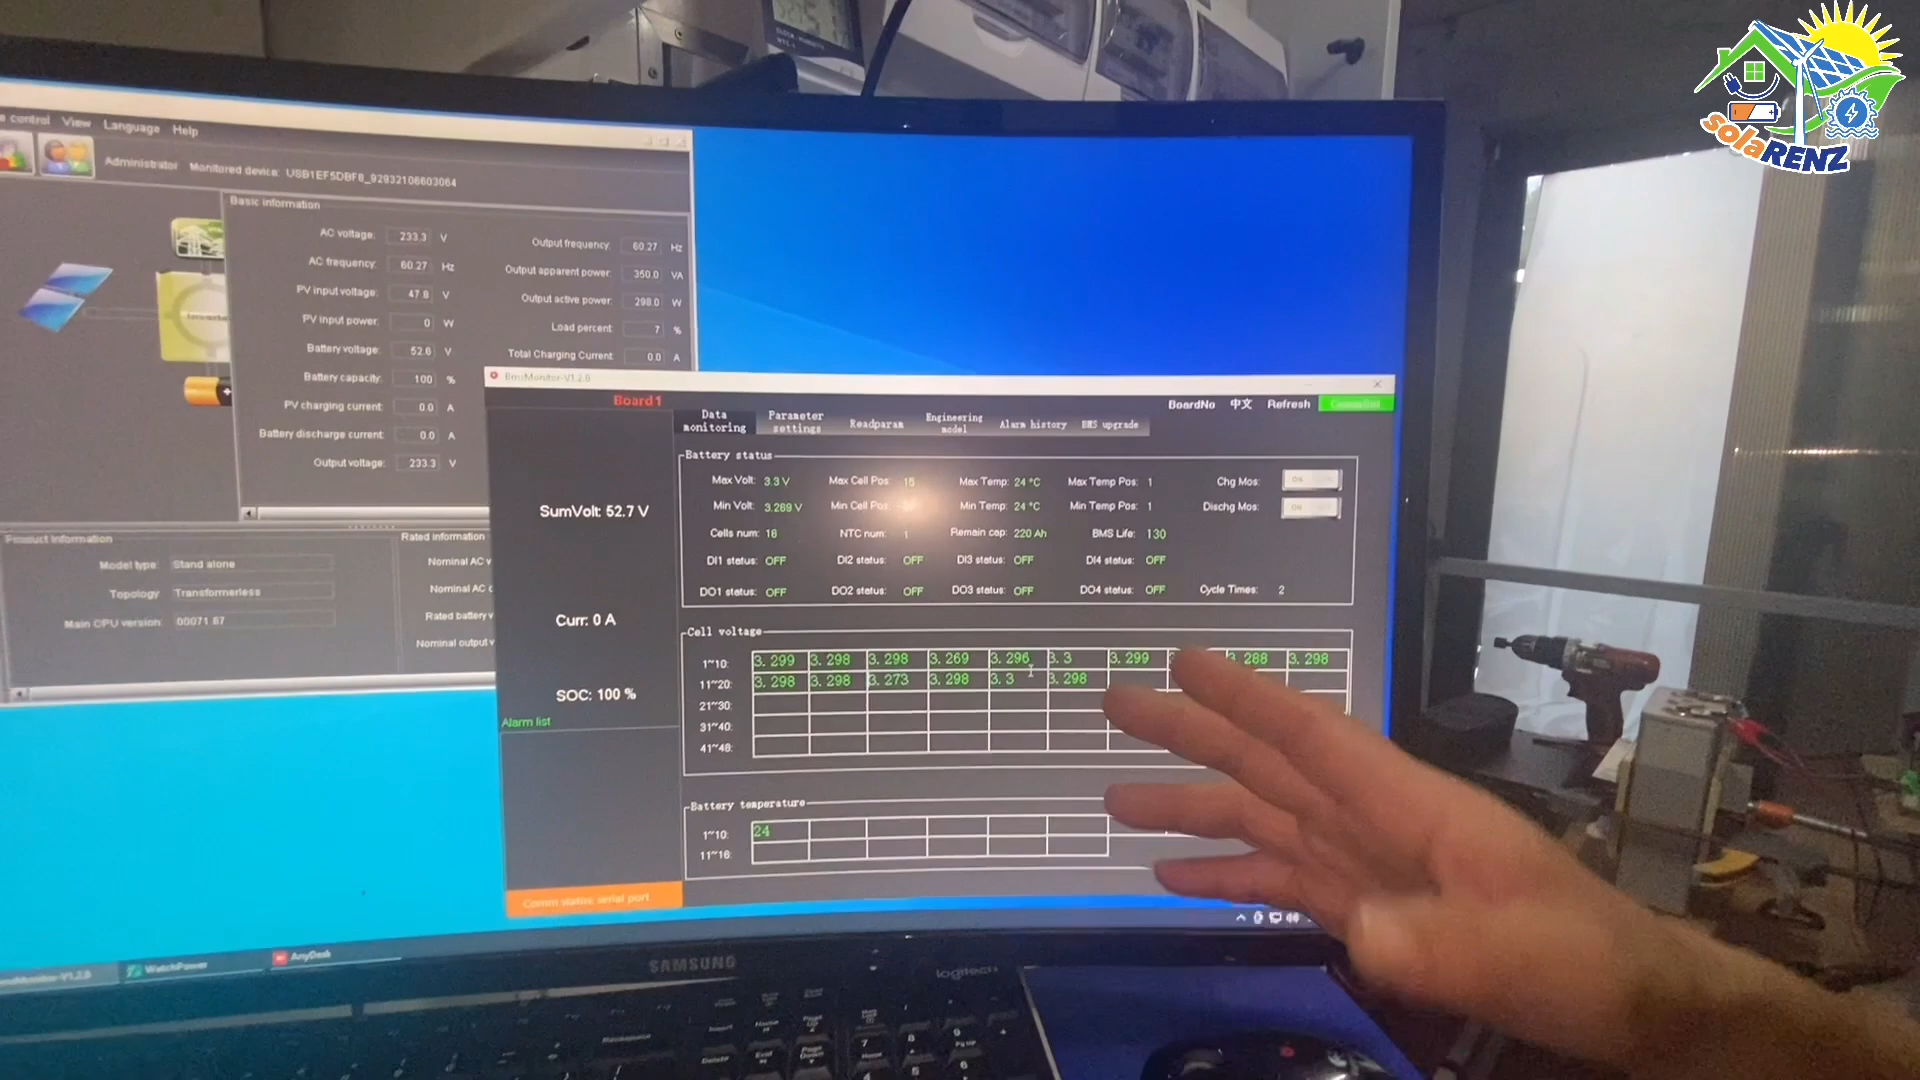 solaRENZ
e control View Language Help
Administrator Monitored device: USB1EF5DBF8_92932106603064
Basic information
AC voltage: 233.3 V
AC frequency: 60.27 Hz
PV input voltage: 47.8 V
PV input power: 0 W
Battery voltage: 52.6 V
Battery capacity: 100 %
PV charging current: 0.0 A
Battery discharge current: 0.0 A
Output voltage: 233.3 V
Output frequency: 60.27 Hz
Output apparent power: 350.0 VA
Output active power: 298.0 W
Load percent: 7 %
Total Charging Current: 0.0 A
Product information
Model type: Stand alone
Topology: Transformerless
Main CPU version: 00071.67
Rated information
Nominal AC v
Nominal AC c
Rated battery v
Nominal output v
BmsMonitor-V1.2.8
Board1
BoardNo 中文 Refresh
Data monitoring
Parameter settings
Readparam
Engineering model
Alarm history
BMS upgrade
SumVolt: 52.7 V
Curr: 0 A
SOC: 100 %
Alarm list
Comm status: serial port
Battery status
Max Volt: 3.3 V Max Cell Pos: 15 Max Temp: 24 °C Max Temp Pos: 1 Chg Mos: ON
Min Volt: 3.269 V Min Cell Pos: Min Temp: 24 °C Min Temp Pos: 1 Dischg Mos: ON
Cells num: 16 NTC num: 1 Remain cap: 220 Ah BMS Life: 130
DI1 status: OFF DI2 status: OFF DI3 status: OFF DI4 status: OFF
DO1 status: OFF DO2 status: OFF DO3 status: OFF DO4 status: OFF Cycle Times: 2
Cell voltage
1~10: 3.299 3.298 3.298 3.269 3.296 3.3 3.299 3.288 3.298
11~20: 3.298 3.298 3.273 3.298 3.3 3.298
21~30:
31~40:
41~48:
Battery temperature
1~10: 24
11~16:
WatchPower
AnyDesk
SAMSUNG
logitech